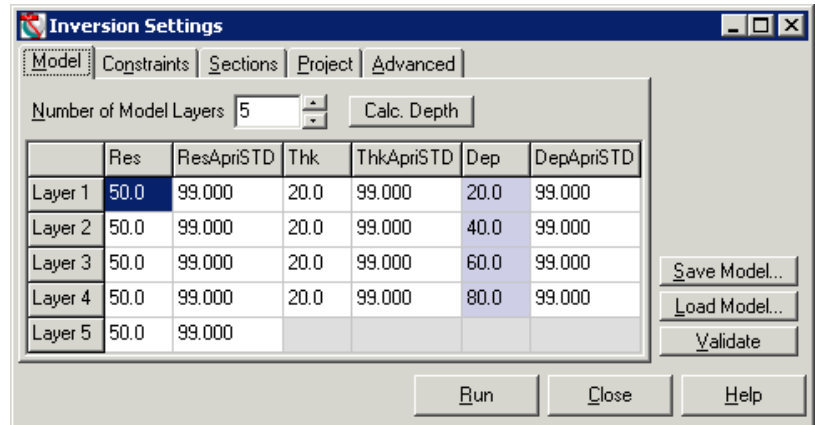 Inversion Settings
Model Constraints Sections Project Advanced
Number of Model Layers 5 Calc. Depth
Res ResApriSTD Thk ThkApriSTD Dep DepApriSTD
Layer 1 50.0 99.000 20.0 99.000 20.0 99.000
Layer 2 50.0 99.000 20.0 99.000 40.0 99.000
Layer 3 50.0 99.000 20.0 99.000 60.0 99.000
Layer 4 50.0 99.000 20.0 99.000 80.0 99.000
Layer 5 50.0 99.000
Save Model...
Load Model...
Validate
Run Close Help